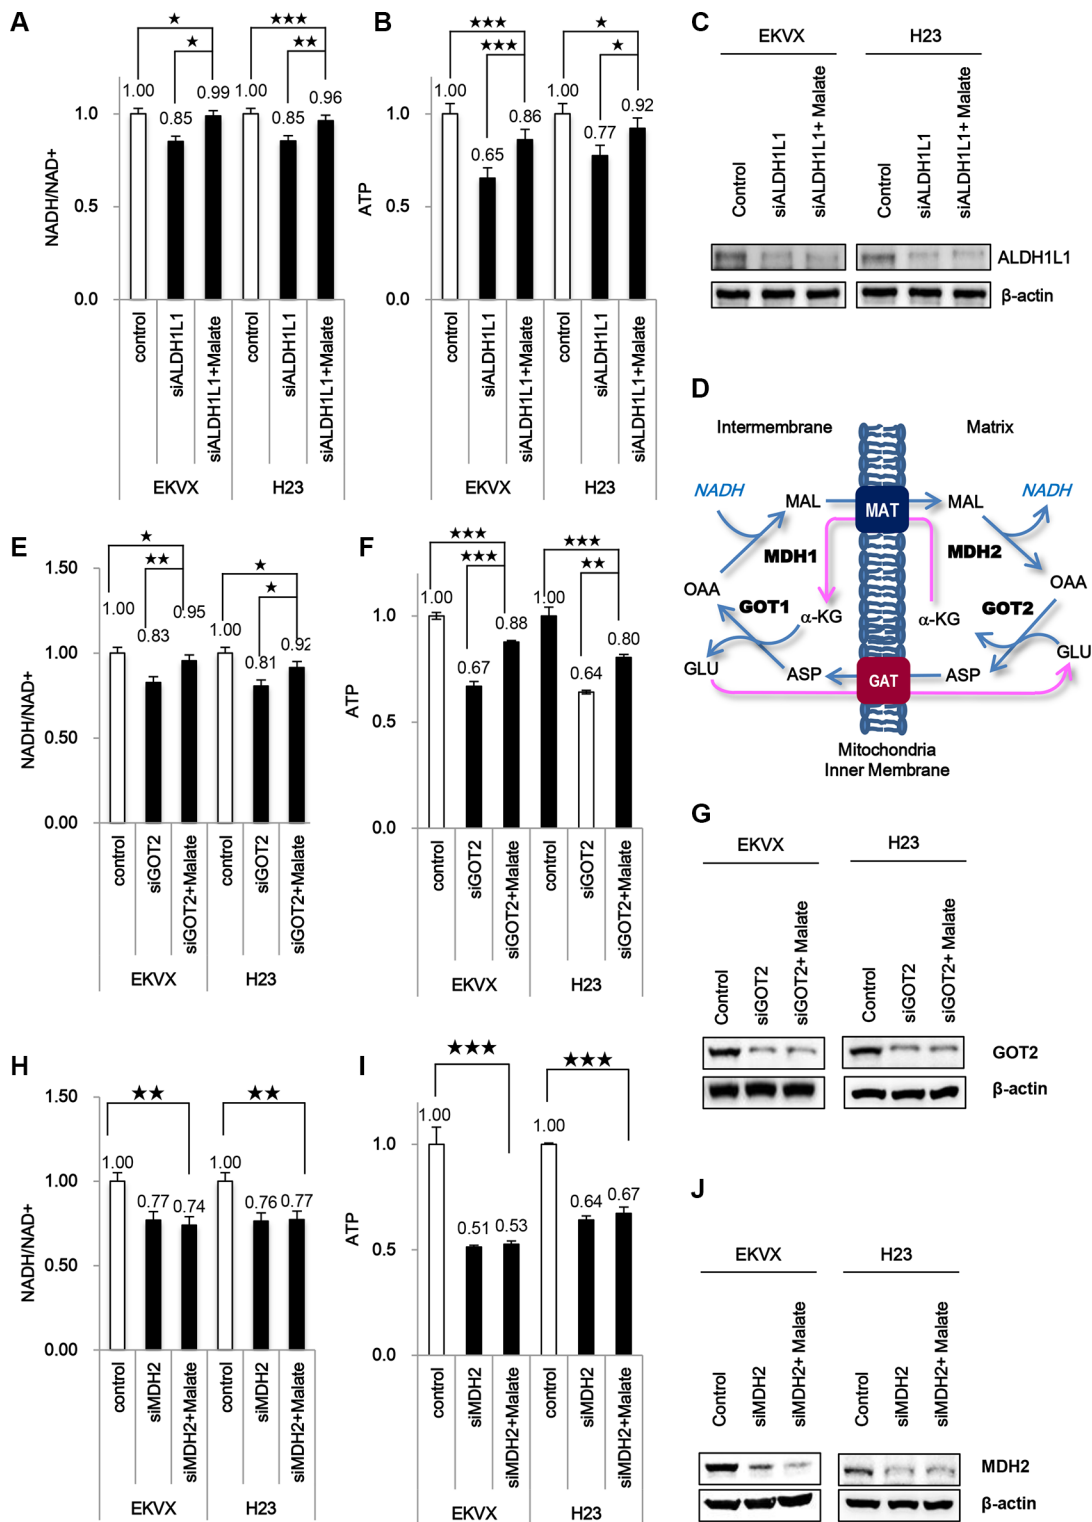 A
★
★★★
★
★★
1.00
0.85
0.99
1.00
0.85
0.96
1.0
0.5
0.0
NADH/NAD+
control
siALDH1L1
siALDH1L1+Malate
control
siALDH1L1
siALDH1L1+Malate
EKVX
H23
B
★★★
★
★★★
★
1.00
0.65
0.86
1.00
0.77
0.92
1.0
0.5
0.0
ATP
control
siALDH1L1
siALDH1L1+Malate
control
siALDH1L1
siALDH1L1+Malate
EKVX
H23
C
EKVX
H23
Control
siALDH1L1
siALDH1L1+ Malate
Control
siALDH1L1
siALDH1L1+ Malate
ALDH1L1
β-actin
D
Intermembrane
Matrix
NADH
MAL
MAT
MAL
NADH
MDH1
MDH2
OAA
OAA
GOT1
α-KG
α-KG
GOT2
GLU
ASP
GAT
ASP
GLU
Mitochondria
Inner Membrane
E
★
★★
★
★
1.50
1.00
0.50
0.00
1.00
0.83
0.95
1.00
0.81
0.92
NADH/NAD+
control
siGOT2
siGOT2+Malate
control
siGOT2
siGOT2+Malate
EKVX
H23
F
★★★
★★★
★★★
★★
1.00
0.67
0.88
1.00
0.64
0.80
1.0
0.5
0.0
ATP
control
siGOT2
siGOT2+Malate
control
siGOT2
siGOT2+Malate
EKVX
H23
G
EKVX
H23
Control
siGOT2
siGOT2+ Malate
Control
siGOT2
siGOT2+ Malate
GOT2
β-actin
H
★★
★★
1.50
1.00
0.50
0.00
1.00
0.77
0.74
1.00
0.76
0.77
NADH/NAD+
control
siMDH2
siMDH2+Malate
control
siMDH2
siMDH2+Malate
EKVX
H23
I
★★★
★★★
1.00
0.51
0.53
1.00
0.64
0.67
1.0
0.5
0.0
ATP
control
siMDH2
siMDH2+Malate
control
siMDH2
siMDH2+Malate
EKVX
H23
J
EKVX
H23
Control
siMDH2
siMDH2+ Malate
Control
siMDH2
siMDH2+ Malate
MDH2
β-actin